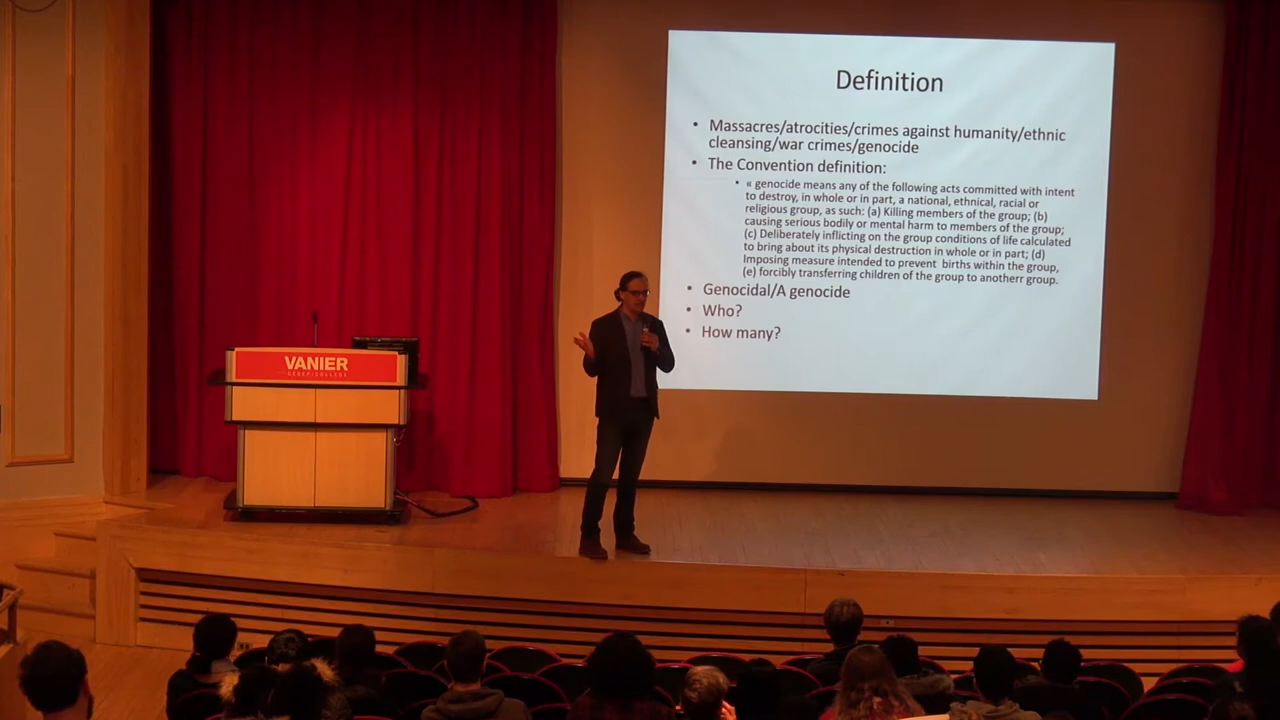 VANIER
CÉGEP/COLLEGE
Definition
• Massacres/atrocities/crimes against humanity/ethnic
cleansing/war crimes/genocide
• The Convention definition:
• « genocide means any of the following acts committed with intent
to destroy, in whole or in part, a national, ethnical, racial or
religious group, as such: (a) Killing members of the group; (b)
causing serious bodily or mental harm to members of the group;
(c) Deliberately inflicting on the group conditions of life calculated
to bring about its physical destruction in whole or in part; (d)
Imposing measure intended to prevent births within the group,
(e) forcibly transferring children of the group to anotherr group.
• Genocidal/A genocide
• Who?
• How many?